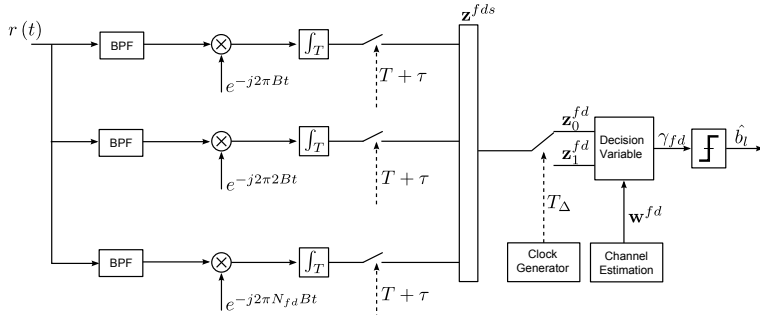 z^{fds}
r(t)
BPF
∫_T
T + τ
e^{-j2πBt}
BPF
∫_T
T + τ
e^{-j2π2Bt}
BPF
∫_T
T + τ
e^{-j2πN_{fd}Bt}
z_0^{fd}
z_1^{fd}
T_Δ
Clock
Generator
Decision
Variable
w^{fd}
Channel
Estimation
γ_{fd}
b̂_l